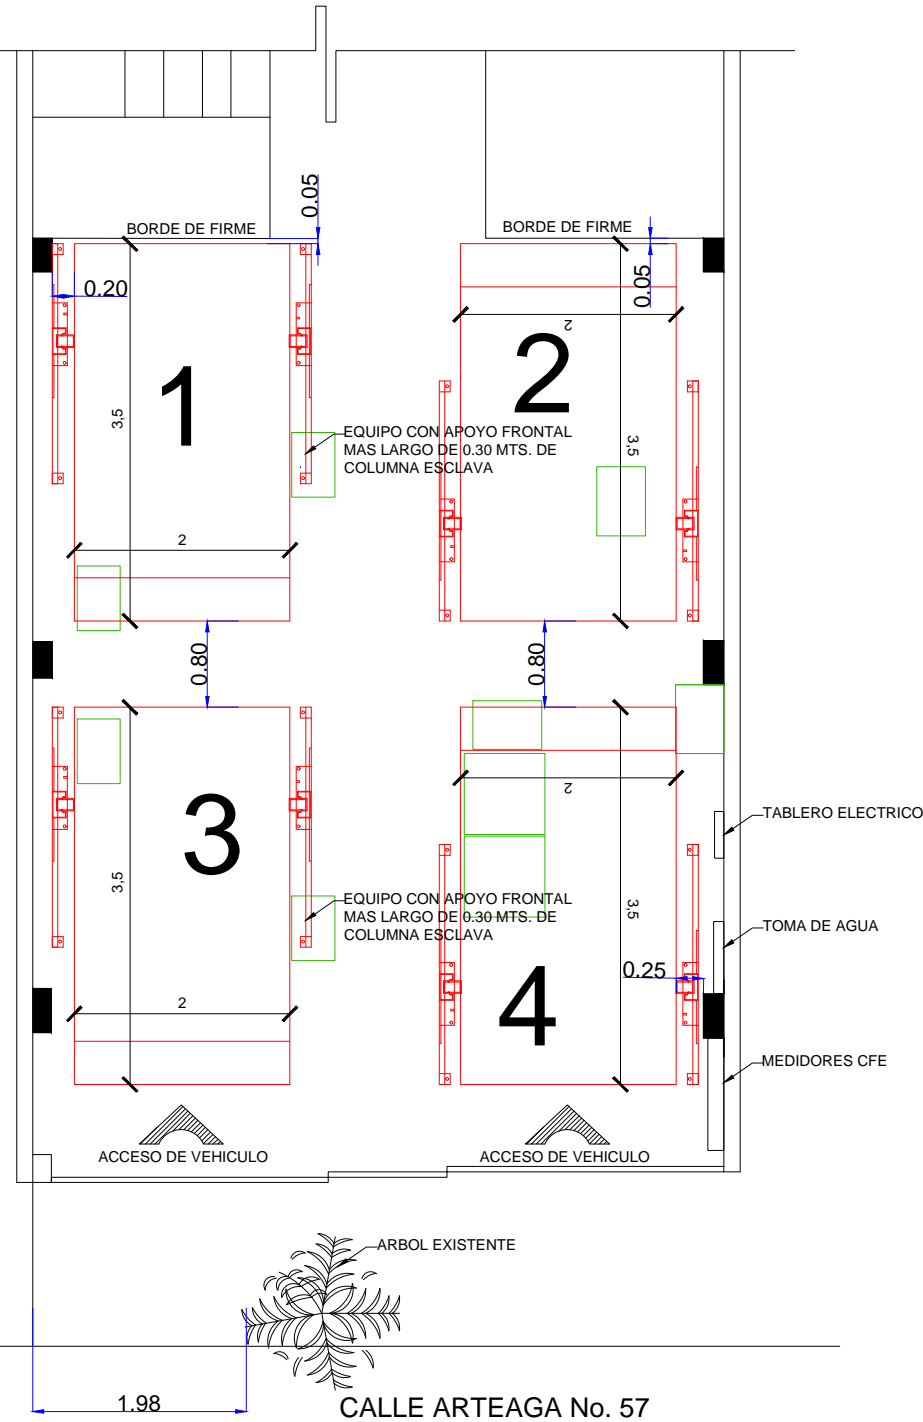 0.05
BORDE DE FIRME
BORDE DE FIRME
0.05
0.20
2
1
2
3,5
3,5
EQUIPO CON APOYO FRONTAL
MAS LARGO DE 0.30 MTS. DE
COLUMNA ESCLAVA
2
0.80
0.80
2
TABLERO ELECTRICO
3
3,5
3,5
EQUIPO CON APOYO FRONTAL
MAS LARGO DE 0.30 MTS. DE
COLUMNA ESCLAVA
TOMA DE AGUA
0.25
2
4
MEDIDORES CFE
ACCESO DE VEHICULO
ACCESO DE VEHICULO
ARBOL EXISTENTE
1.98
CALLE ARTEAGA No. 57